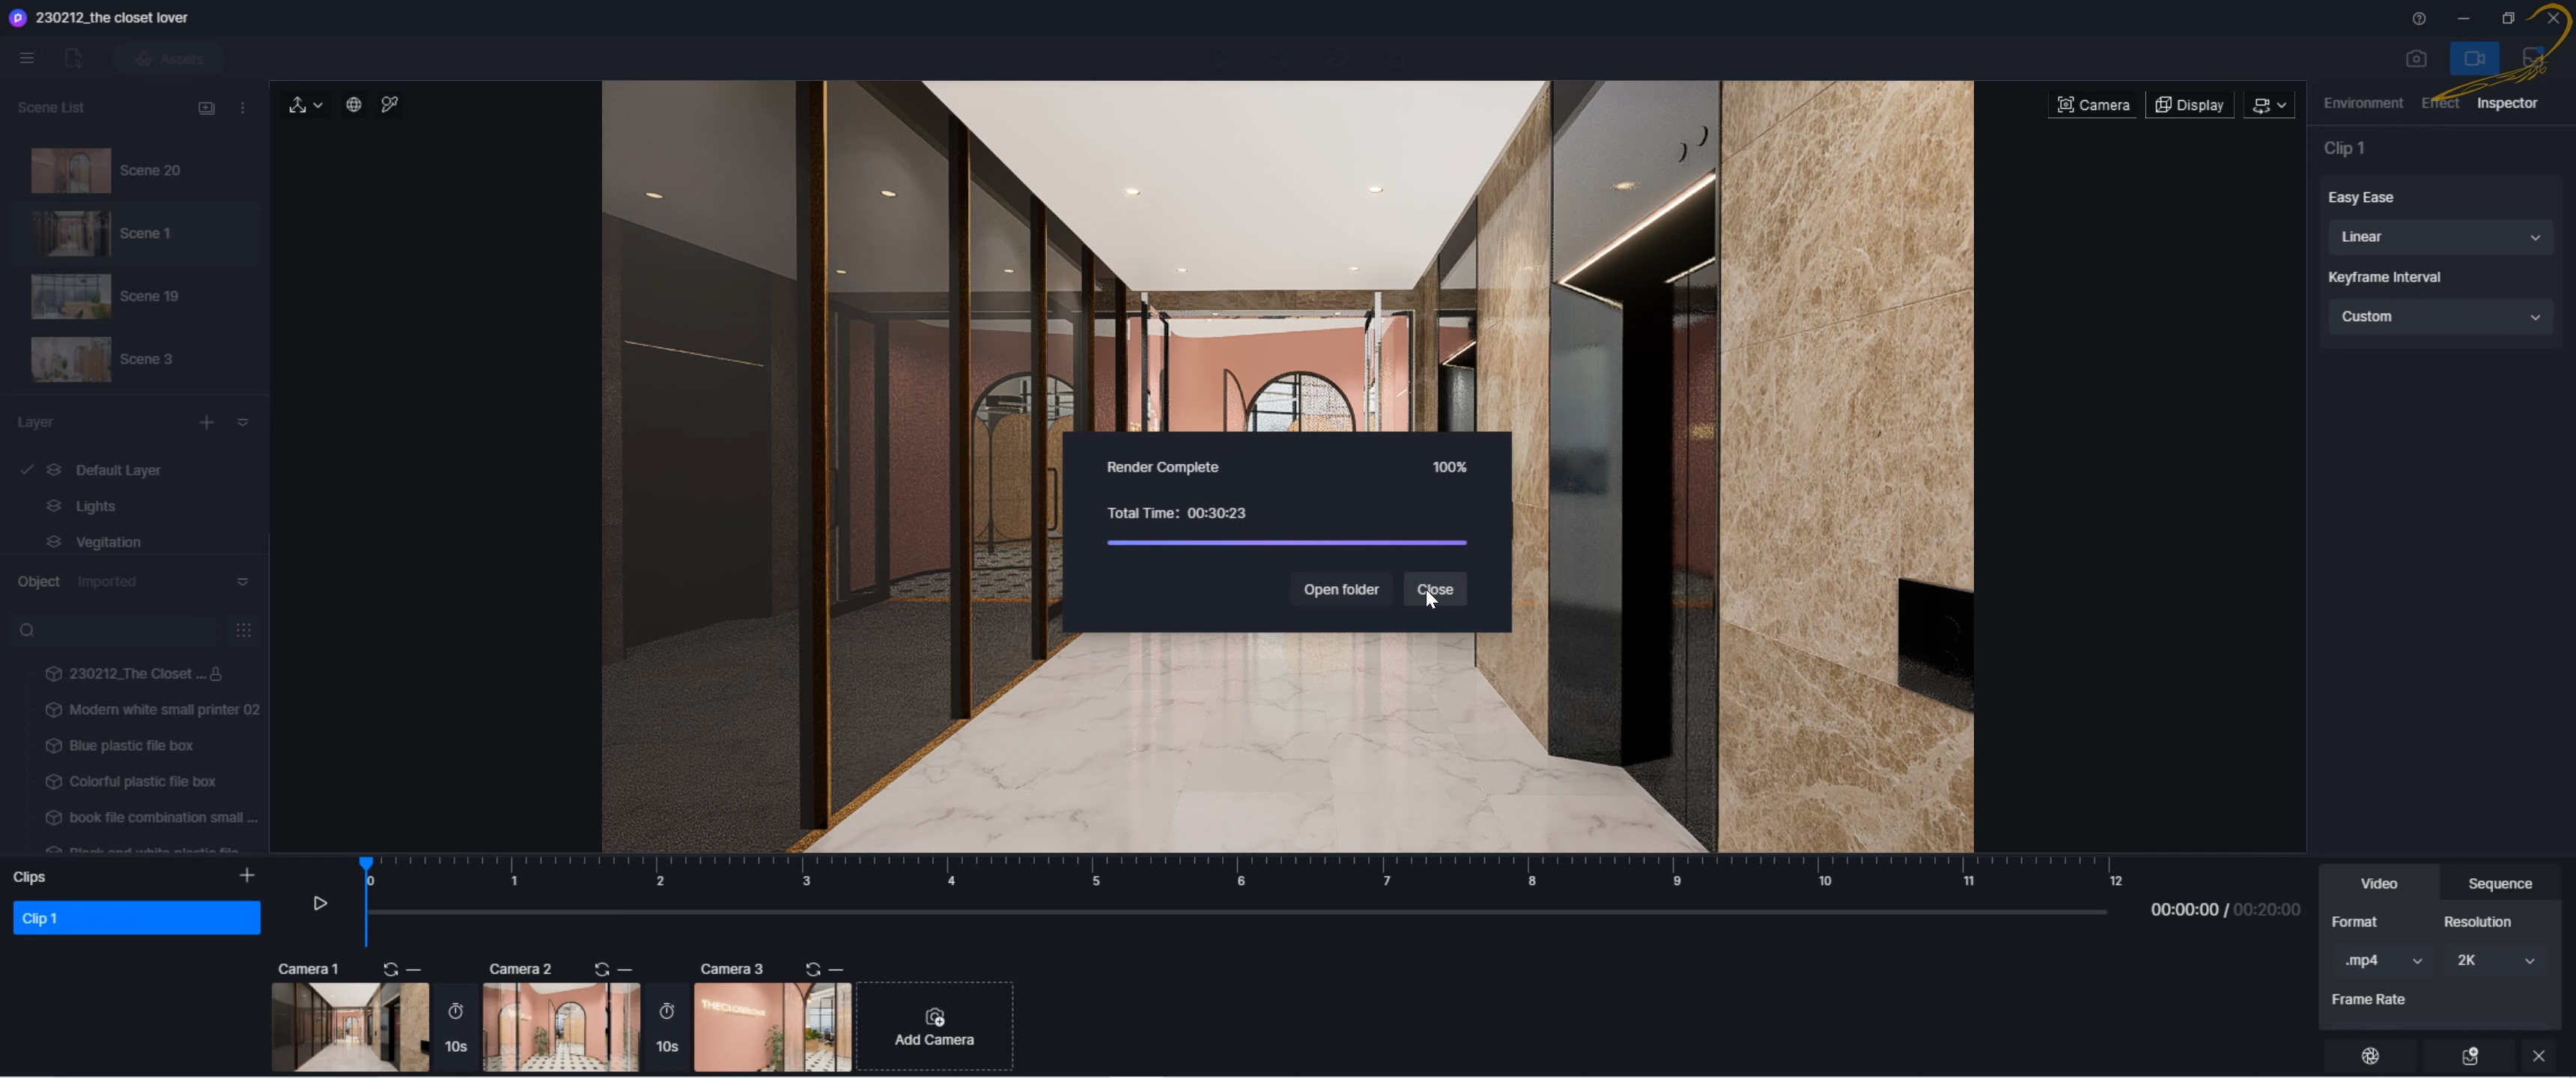 230212_the closet lover
Assets
Scene List
Camera
Display
Environment
Effect
Inspector
Scene 20
Scene 1
Scene 19
Scene 3
Clip 1
Easy Ease
Linear
Keyframe Interval
Custom
Layer
Default Layer
Lights
Vegitation
Render Complete
100%
Total Time: 00:30:23
Open folder
Close
Object
Imported
230212_The Closet ...
Modern white small printer 02
Blue plastic file box
Colorful plastic file box
book file combination small ...
Clips
Clip 1
0 1 2 3 4 5 6 7 8 9 10 11 12
00:00:00 / 00:20:00
Video
Sequence
Format
Resolution
.mp4
2K
Frame Rate
Camera 1
Camera 2
Camera 3
10s
10s
Add Camera